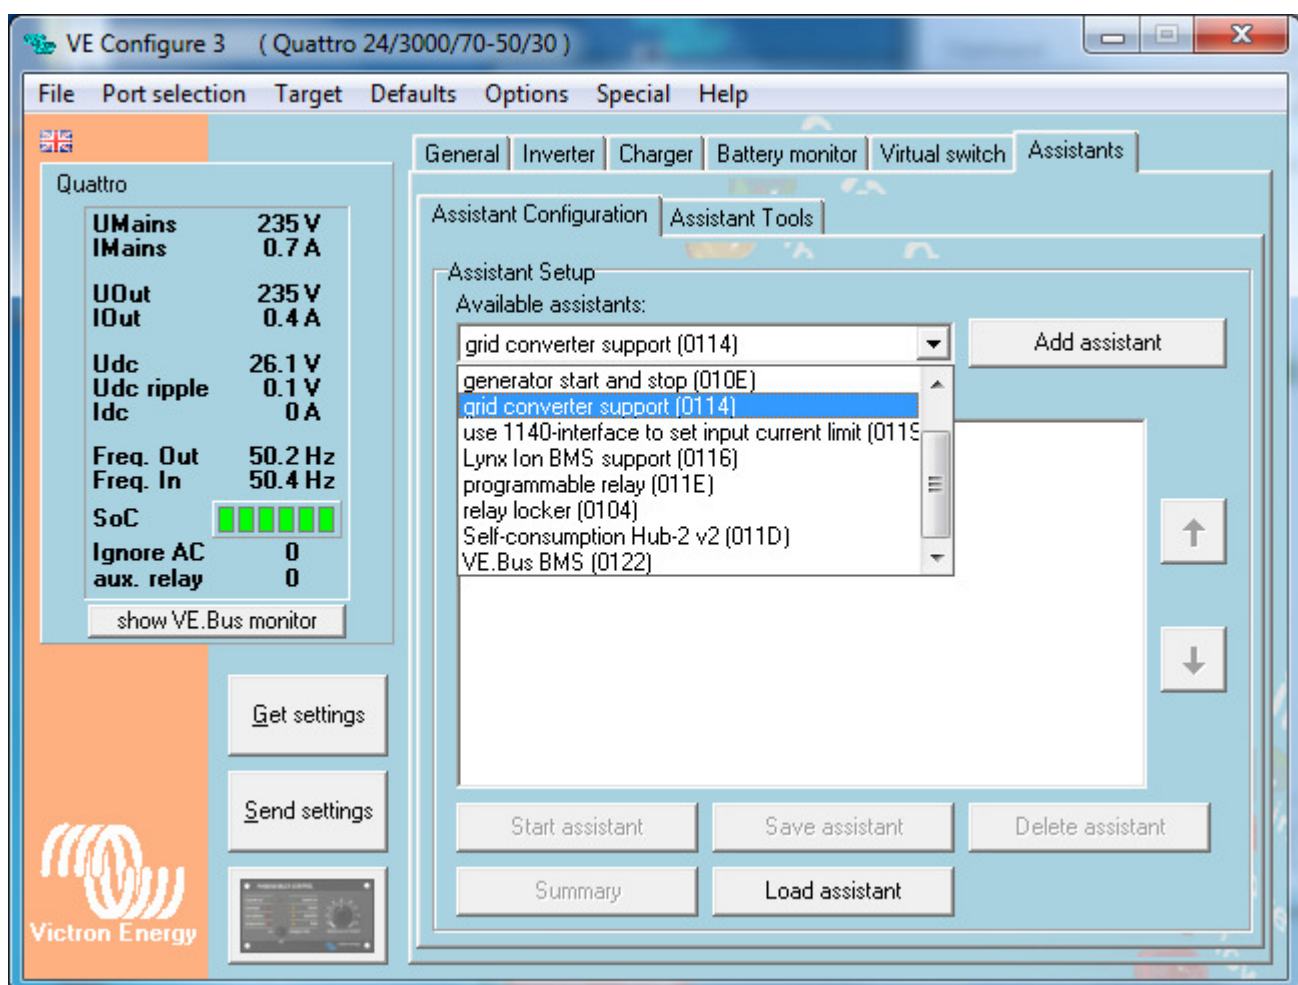 VE Configure 3 ( Quattro 24/3000/70-50/30 )
File Port selection Target Defaults Options Special Help
General Inverter Charger Battery monitor Virtual switch Assistants
Quattro
UMains 235 V
IMains 0.7 A
UOut 235 V
IOut 0.4 A
Udc 26.1 V
Udc ripple 0.1 V
Idc 0 A
Freq. Out 50.2 Hz
Freq. In 50.4 Hz
SoC
Ignore AC 0
aux. relay 0
show VE.Bus monitor
Get settings
Send settings
Victron Energy
Assistant Configuration Assistant Tools
Assistant Setup
Available assistants:
grid converter support (0114)
Add assistant
generator start and stop (010E)
grid converter support (0114)
use 1140-interface to set input current limit (0119
Lynx Ion BMS support (0116)
programmable relay (011E)
relay locker (0104)
Self-consumption Hub-2 v2 (011D)
VE.Bus BMS (0122)
Start assistant Save assistant Delete assistant
Summary Load assistant